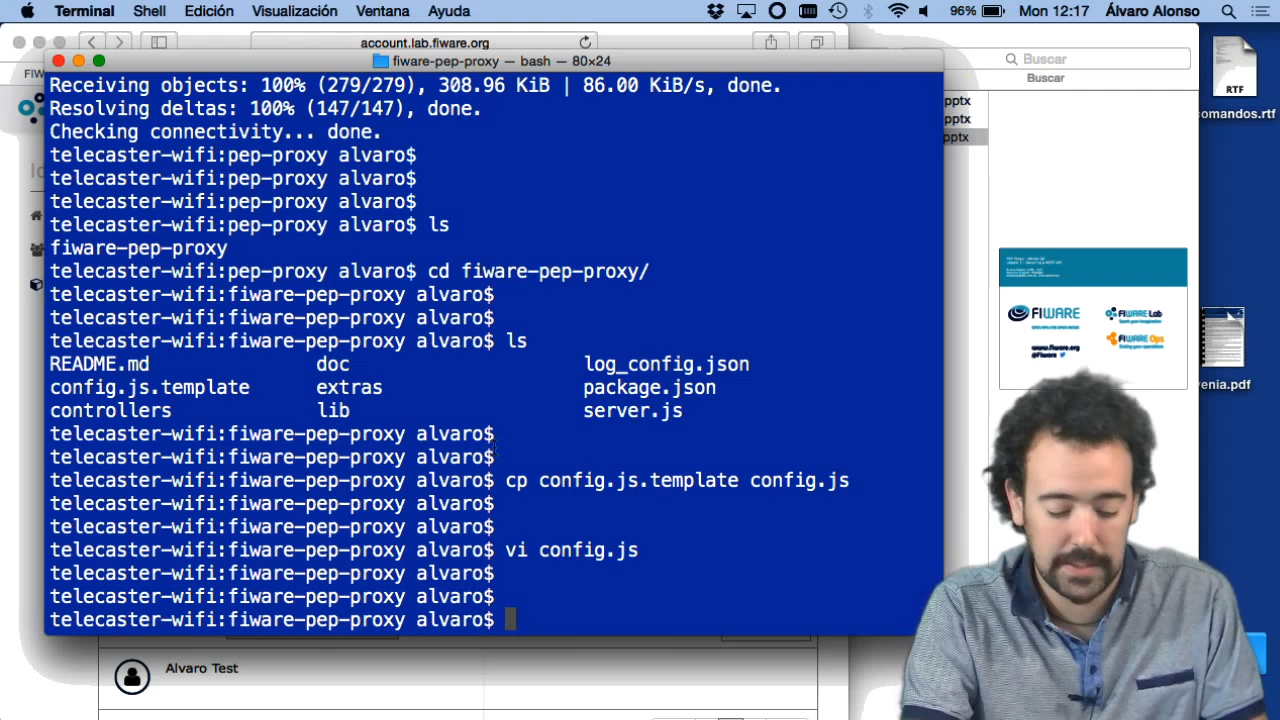 Terminal Shell Edición Visualización Ventana Ayuda 96% Mon 12:17 Álvaro Alonso
account.lab.fiware.org
Buscar
Buscar
FIW
fiware-pep-proxy — bash — 80x24
Receiving objects: 100% (279/279), 308.96 KiB | 86.00 KiB/s, done.
Resolving deltas: 100% (147/147), done.
Checking connectivity... done.
telecaster-wifi:pep-proxy alvaro$
telecaster-wifi:pep-proxy alvaro$
telecaster-wifi:pep-proxy alvaro$
telecaster-wifi:pep-proxy alvaro$ ls
fiware-pep-proxy
telecaster-wifi:pep-proxy alvaro$ cd fiware-pep-proxy/
telecaster-wifi:fiware-pep-proxy alvaro$
telecaster-wifi:fiware-pep-proxy alvaro$
telecaster-wifi:fiware-pep-proxy alvaro$ ls
README.md doc log_config.json
config.js.template extras package.json
controllers lib server.js
telecaster-wifi:fiware-pep-proxy alvaro$
telecaster-wifi:fiware-pep-proxy alvaro$
telecaster-wifi:fiware-pep-proxy alvaro$ cp config.js.template config.js
telecaster-wifi:fiware-pep-proxy alvaro$
telecaster-wifi:fiware-pep-proxy alvaro$
telecaster-wifi:fiware-pep-proxy alvaro$ vi config.js
telecaster-wifi:fiware-pep-proxy alvaro$
telecaster-wifi:fiware-pep-proxy alvaro$
telecaster-wifi:fiware-pep-proxy alvaro$
Alvaro Test
pptx
pptx
pptx
RTF
comandos.rtf
FIWARE
FIWARE Lab
FIWARE Ops
www.fiware.org
@Fiware
venia.pdf